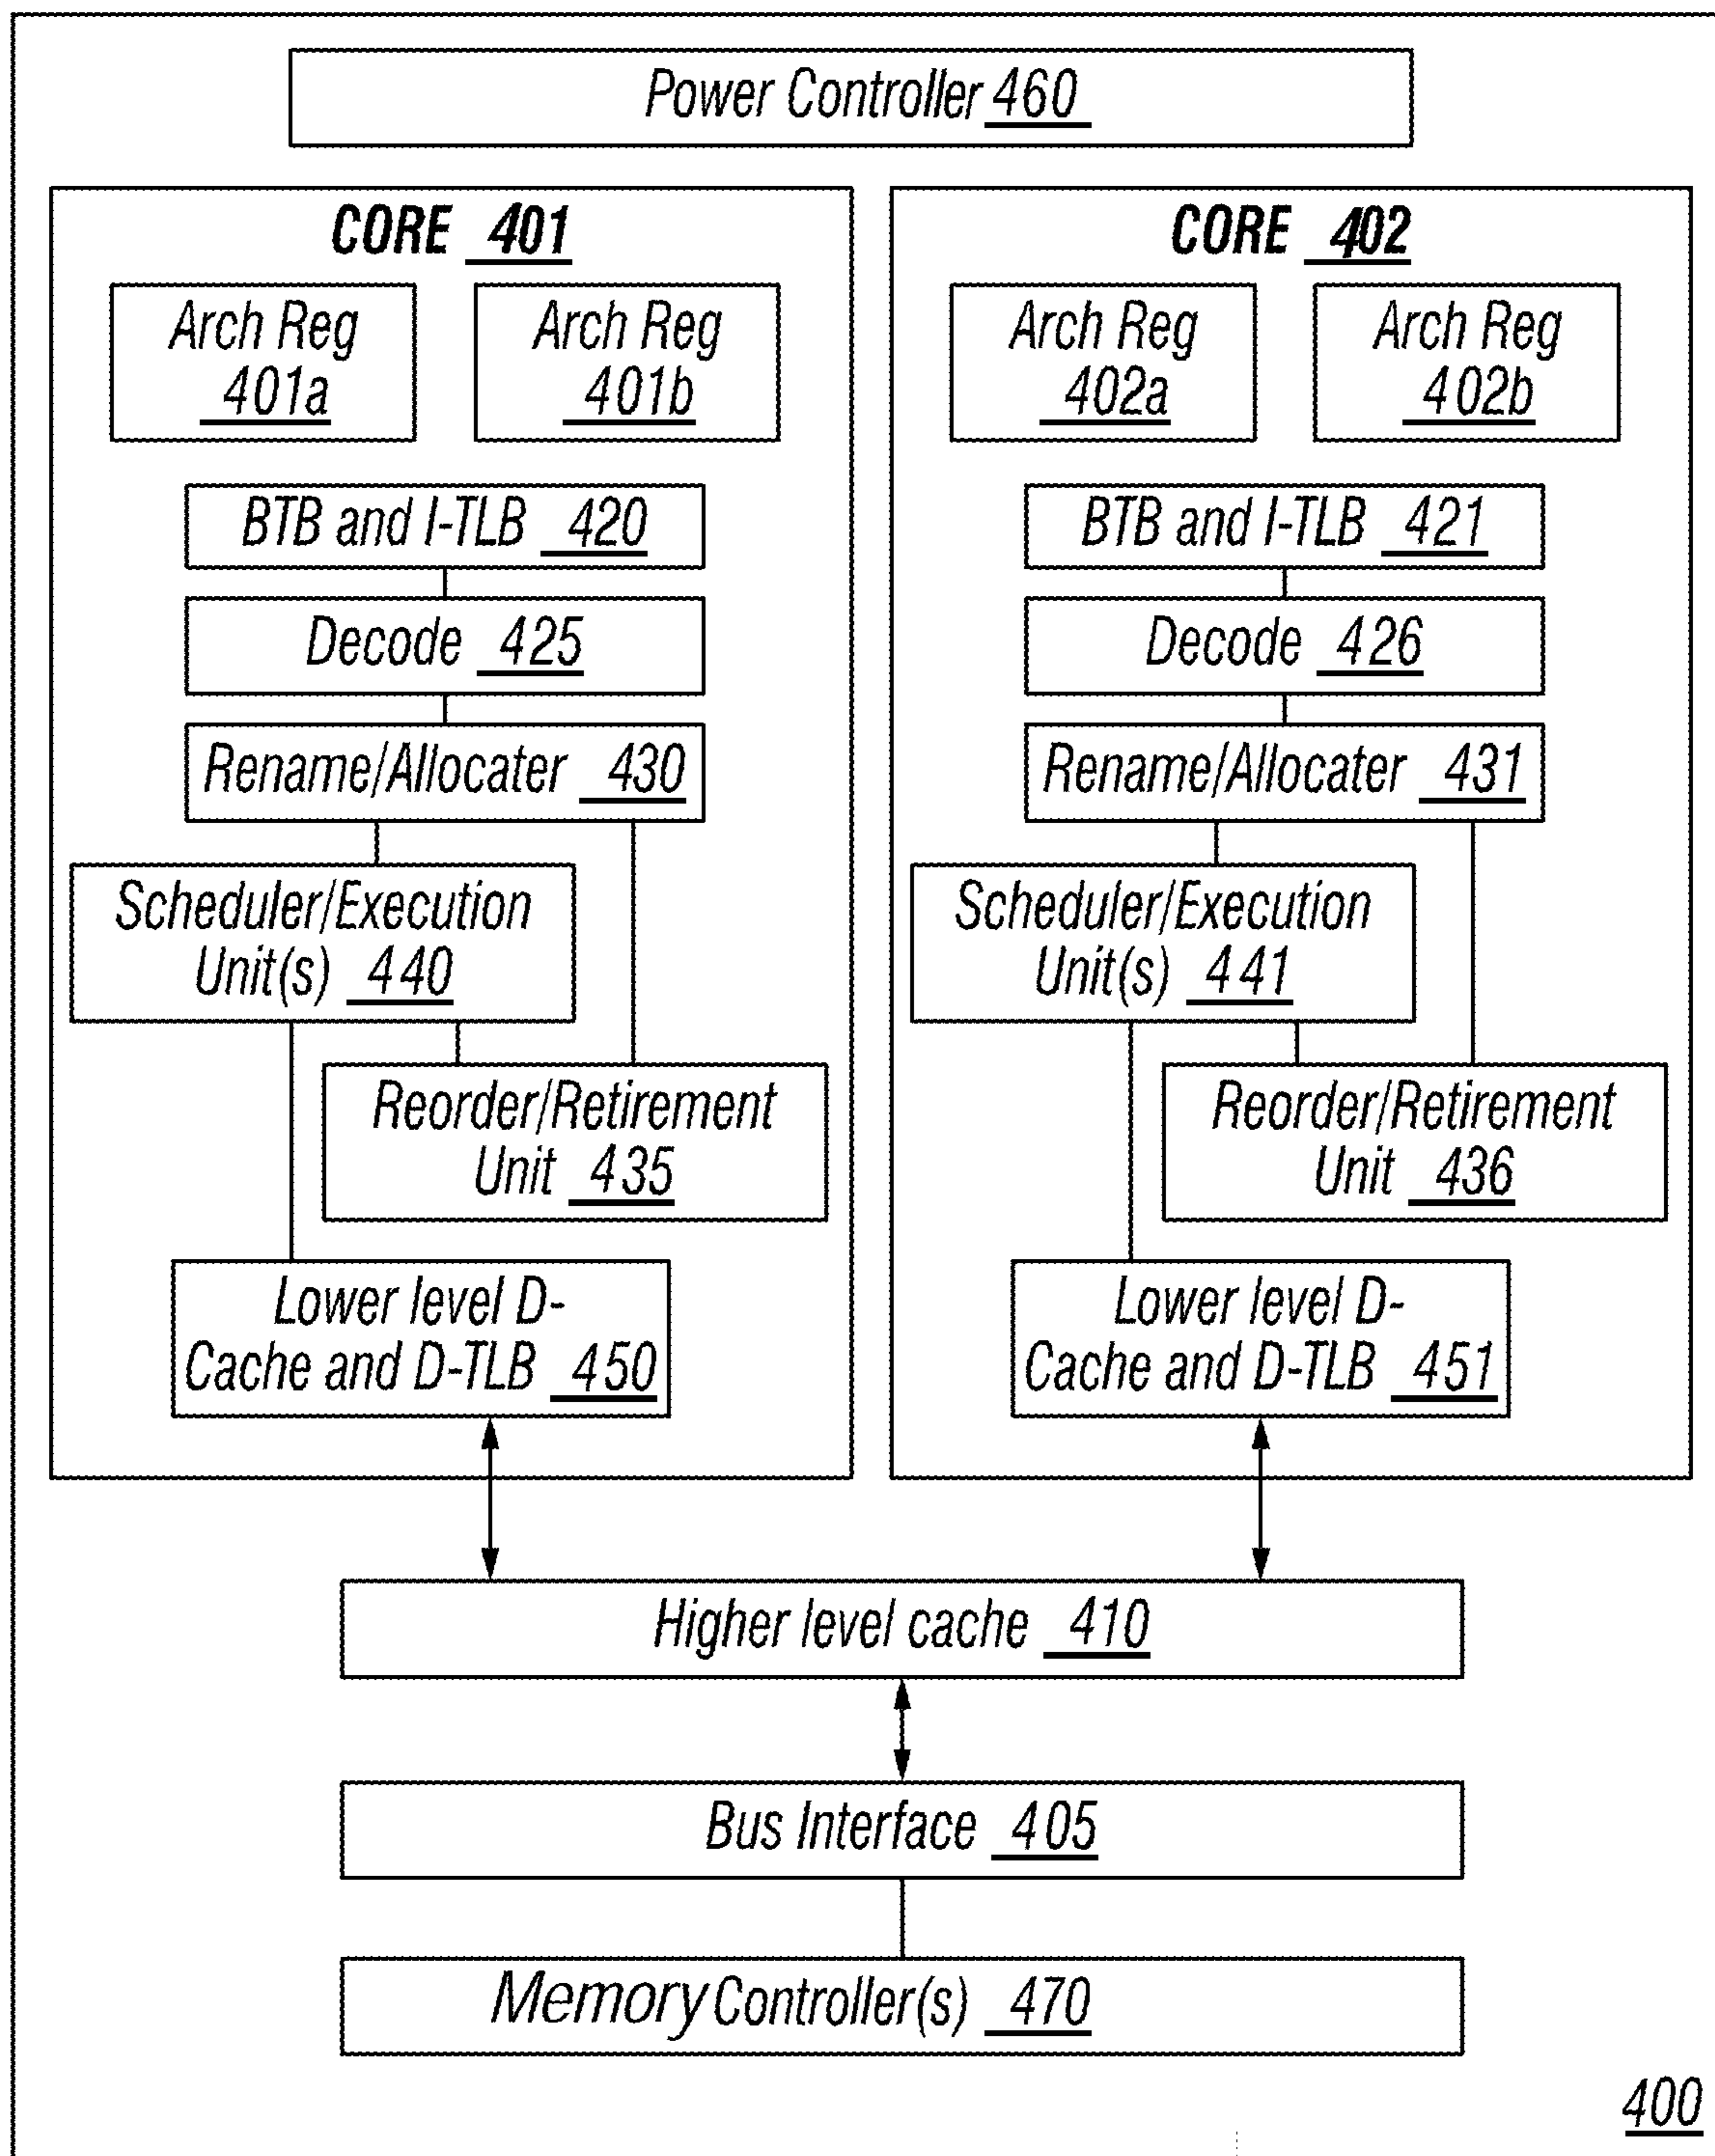 Power Controller 460
CORE 401
Arch Reg
401a
Arch Reg
401b
BTB and I-TLB 420
Decode 425
Rename/Allocater 430
Scheduler/Execution
Unit(s) 440
Reorder/Retirement
Unit 435
Lower level D-
Cache and D-TLB 450
CORE 402
Arch Reg
402a
Arch Reg
402b
BTB and I-TLB 421
Decode 426
Rename/Allocater 431
Scheduler/Execution
Unit(s) 441
Reorder/Retirement
Unit 436
Lower level D-
Cache and D-TLB 451
Higher level cache 410
Bus Interface 405
Memory Controller(s) 470
400